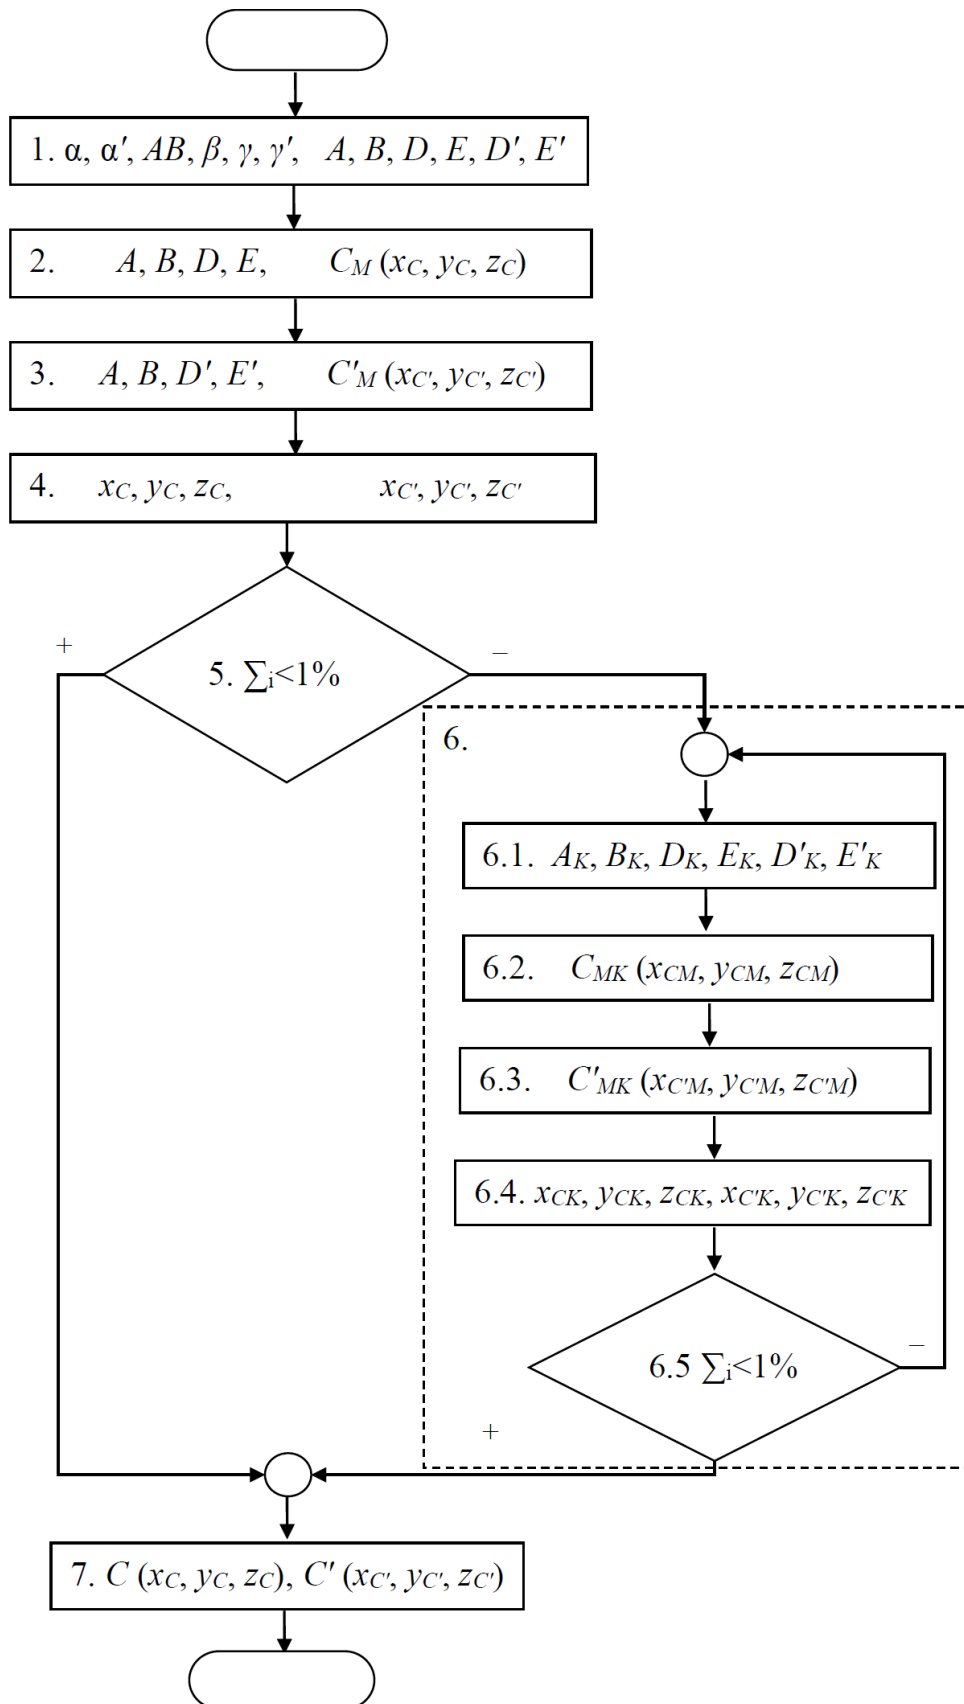 1. α, α′, AB, β, γ, γ′, A, B, D, E, D′, E′
2. A, B, D, E, C_M (x_C, y_C, z_C)
3. A, B, D′, E′, C′_M (x_C′, y_C′, z_C′)
4. x_C, y_C, z_C, x_C′, y_C′, z_C′
+
–
5. ∑i<1%
6.
6.1. A_K, B_K, D_K, E_K, D′_K, E′_K
6.2. C_MK (x_CM, y_CM, z_CM)
6.3. C′_MK (x_C′M, y_C′M, z_C′M)
6.4. x_CK, y_CK, z_CK, x_C′K, y_C′K, z_C′K
–
6.5 ∑i<1%
+
7. C (x_C, y_C, z_C), C′ (x_C′, y_C′, z_C′)